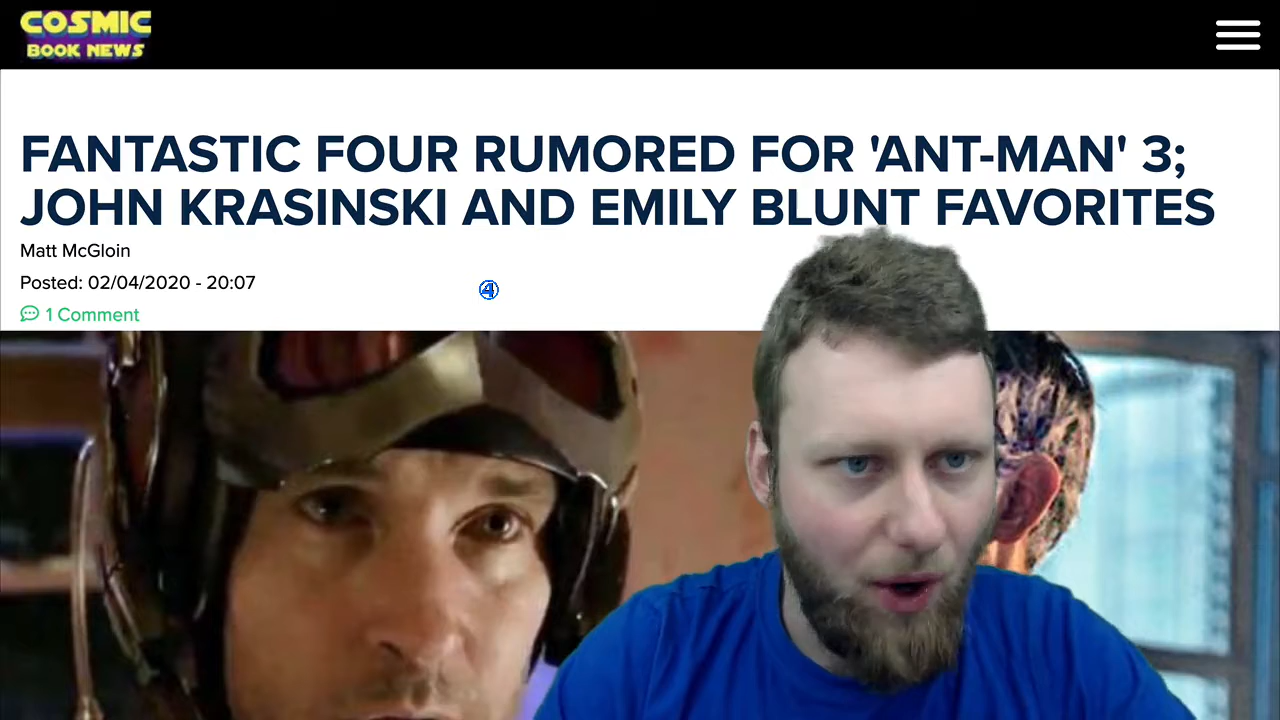 COSMIC
BOOK NEWS
FANTASTIC FOUR RUMORED FOR 'ANT-MAN' 3;
JOHN KRASINSKI AND EMILY BLUNT FAVORITES
Matt McGloin
Posted: 02/04/2020 - 20:07
4
1 Comment